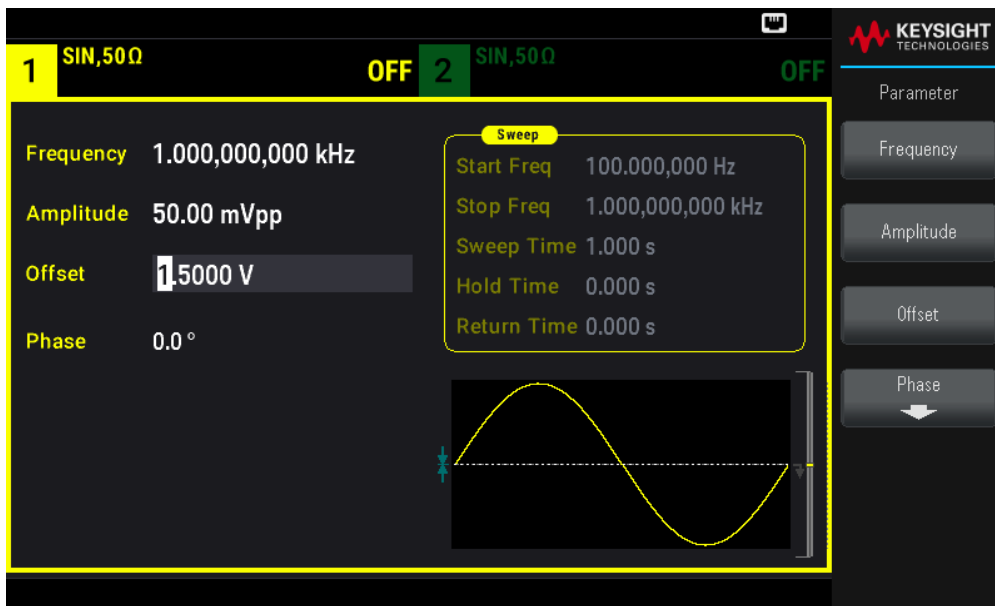 1 SIN,50Ω OFF 2 SIN,50Ω OFF
KEYSIGHT
TECHNOLOGIES
Parameter
Frequency 1.000,000,000 kHz
Amplitude 50.00 mVpp
Offset 1.5000 V
Phase 0.0 °
Sweep
Start Freq 100.000,000 Hz
Stop Freq 1.000,000,000 kHz
Sweep Time 1.000 s
Hold Time 0.000 s
Return Time 0.000 s
Frequency
Amplitude
Offset
Phase